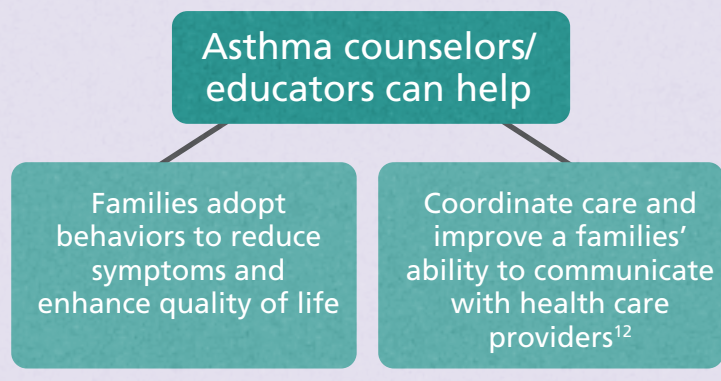 Asthma counselors/
educators can help
Families adopt
behaviors to reduce
symptoms and
enhance quality of life
Coordinate care and
improve a families’
ability to communicate
with health care
providers¹²